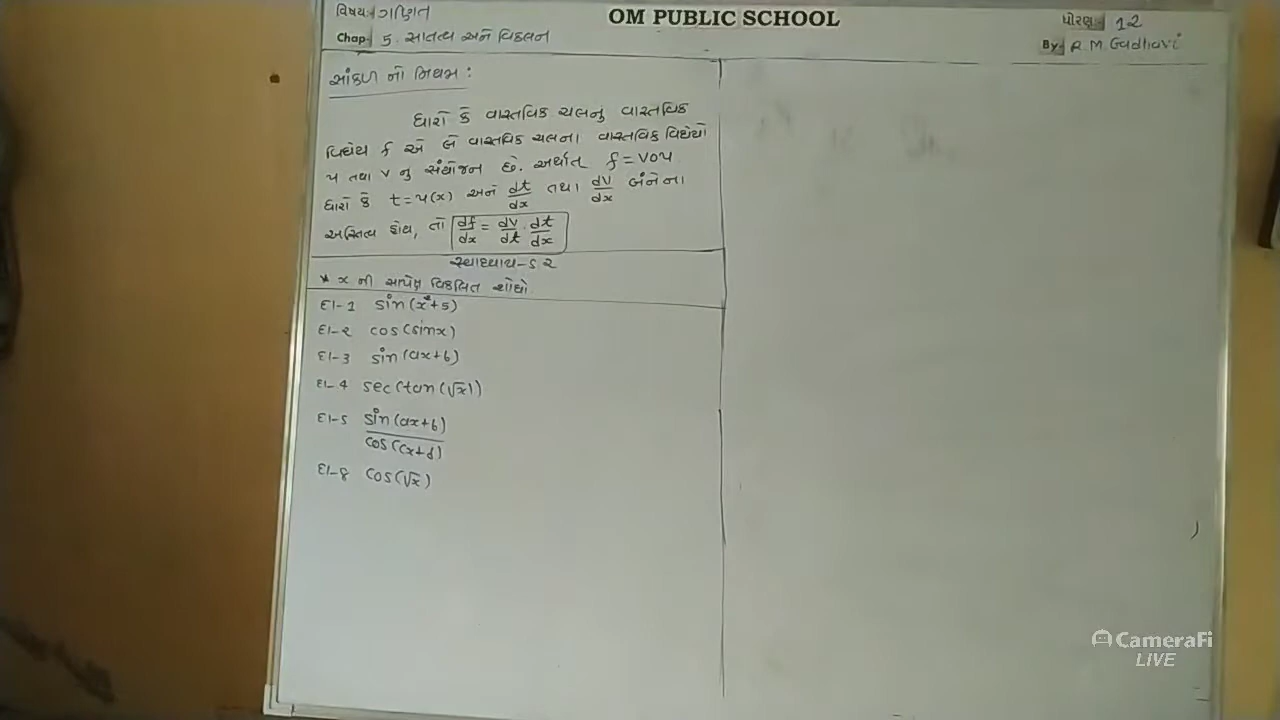 વિષય: ગણિત
OM PUBLIC SCHOOL
ધોરણ: 12
Chap: 5. સાતત્ય અને વિકલન
By: R. M. Gadhavi
સાંકળ નો નિયમ :
ધારો કે વાસ્તવિક ચલનુ વાસ્તવિક
વિધેય f એ બે વાસ્તવિક ચલના વાસ્તવિક વિધેયો
u તથા v નુ સંયોજન છે. અર્થાત f = vou
ધારો કે t = u(x) અને dt/dx તથા dv/dx બંનેના
અસ્તિત્વ હોય, તો df/dx = dv/dt . dt/dx
સ્વાધ્યાય-5.2
* x ની સાપેક્ષ વિકલિત શોધો
દા-1 sin(x²+5)
દા-2 cos(sinx)
દા-3 sin(ax+b)
દા-4 sec(tan(√x))
દા-5 sin(ax+b)/cos(cx+d)
દા-8 cos(√x)
CameraFi
LIVE